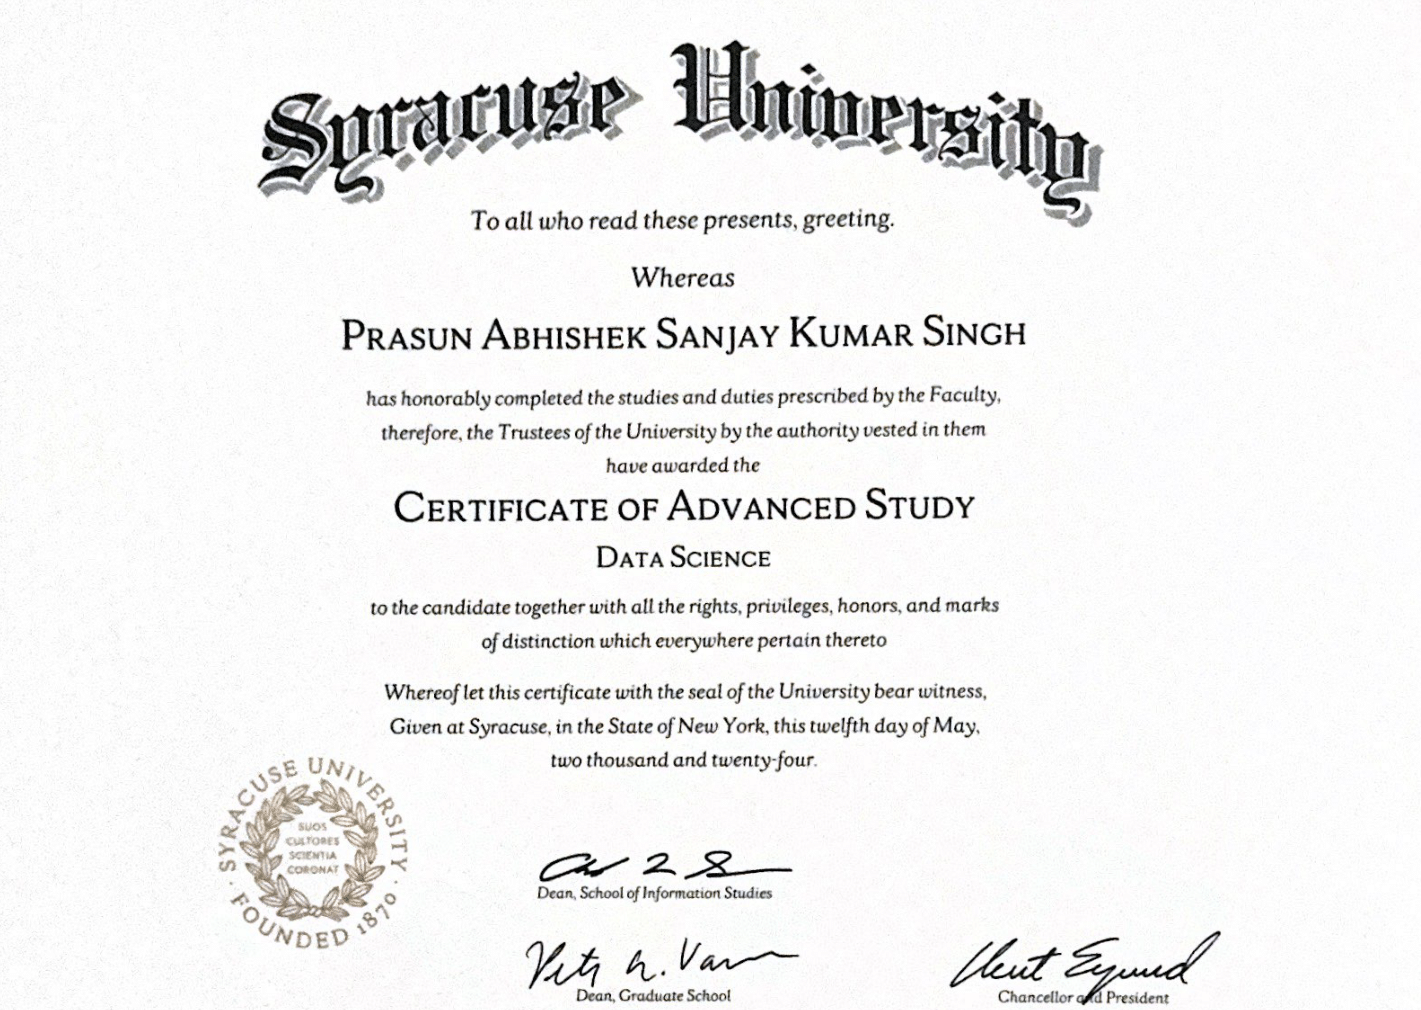 Syracuse University
To all who read these presents, greeting.
Whereas
PRASUN ABHISHEK SANJAY KUMAR SINGH
has honorably completed the studies and duties prescribed by the Faculty,
therefore, the Trustees of the University by the authority vested in them
have awarded the
CERTIFICATE OF ADVANCED STUDY
DATA SCIENCE
to the candidate together with all the rights, privileges, honors, and marks
of distinction which everywhere pertain thereto
Whereof let this certificate with the seal of the University bear witness,
Given at Syracuse, in the State of New York, this twelfth day of May,
two thousand and twenty-four.
SYRACUSE UNIVERSITY
SUOS
CULTORES
SCIENTIA
CORONAT
FOUNDED 1870
Dean, School of Information Studies
Dean, Graduate School
Chancellor and President